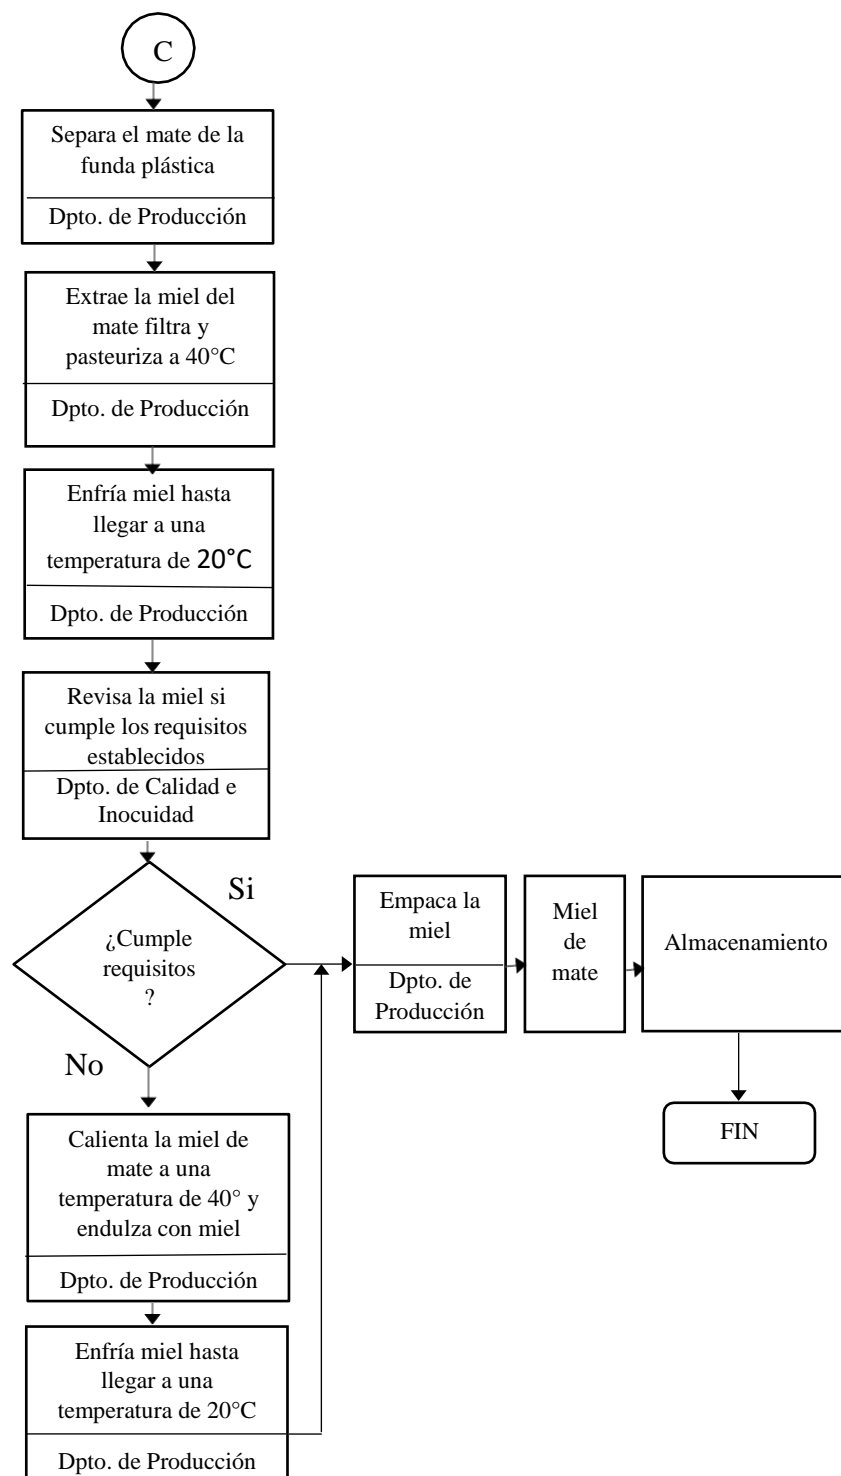 C
Separa el mate de la
funda plástica
Dpto. de Producción
Extrae la miel del
mate filtra y
pasteuriza a 40°C
Dpto. de Producción
Enfría miel hasta
llegar a una
temperatura de 20°C
Dpto. de Producción
Revisa la miel si
cumple los requisitos
establecidos
Dpto. de Calidad e
Inocuidad
¿Cumple
requisitos
?
Si
No
Empaca la
miel
Dpto. de
Producción
Miel
de
mate
Almacenamiento
FIN
Calienta la miel de
mate a una
temperatura de 40° y
endulza con miel
Dpto. de Producción
Enfría miel hasta
llegar a una
temperatura de 20°C
Dpto. de Producción